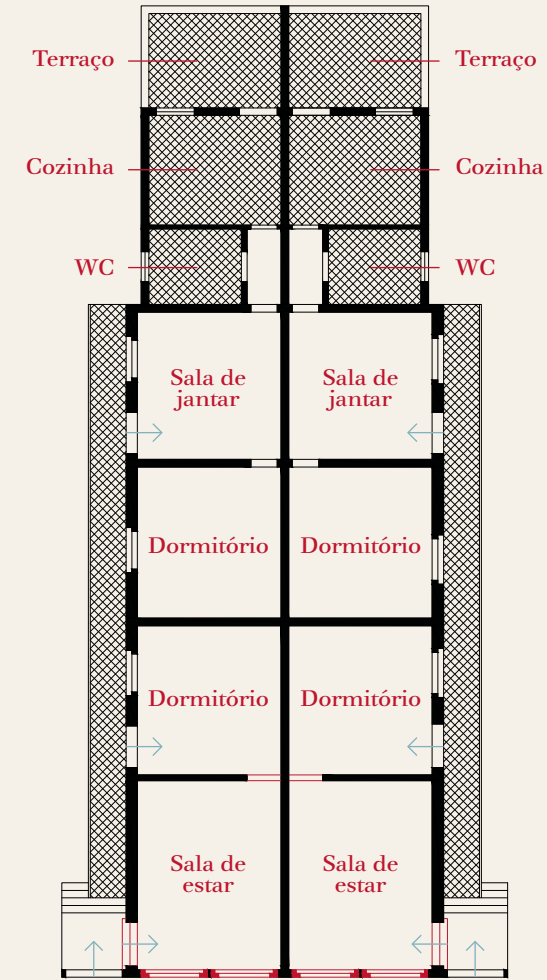 Terraço Terraço
Cozinha Cozinha
WC WC
Sala de
jantar
Sala de
jantar
Dormitório Dormitório
Dormitório Dormitório
Sala de
estar
Sala de
estar